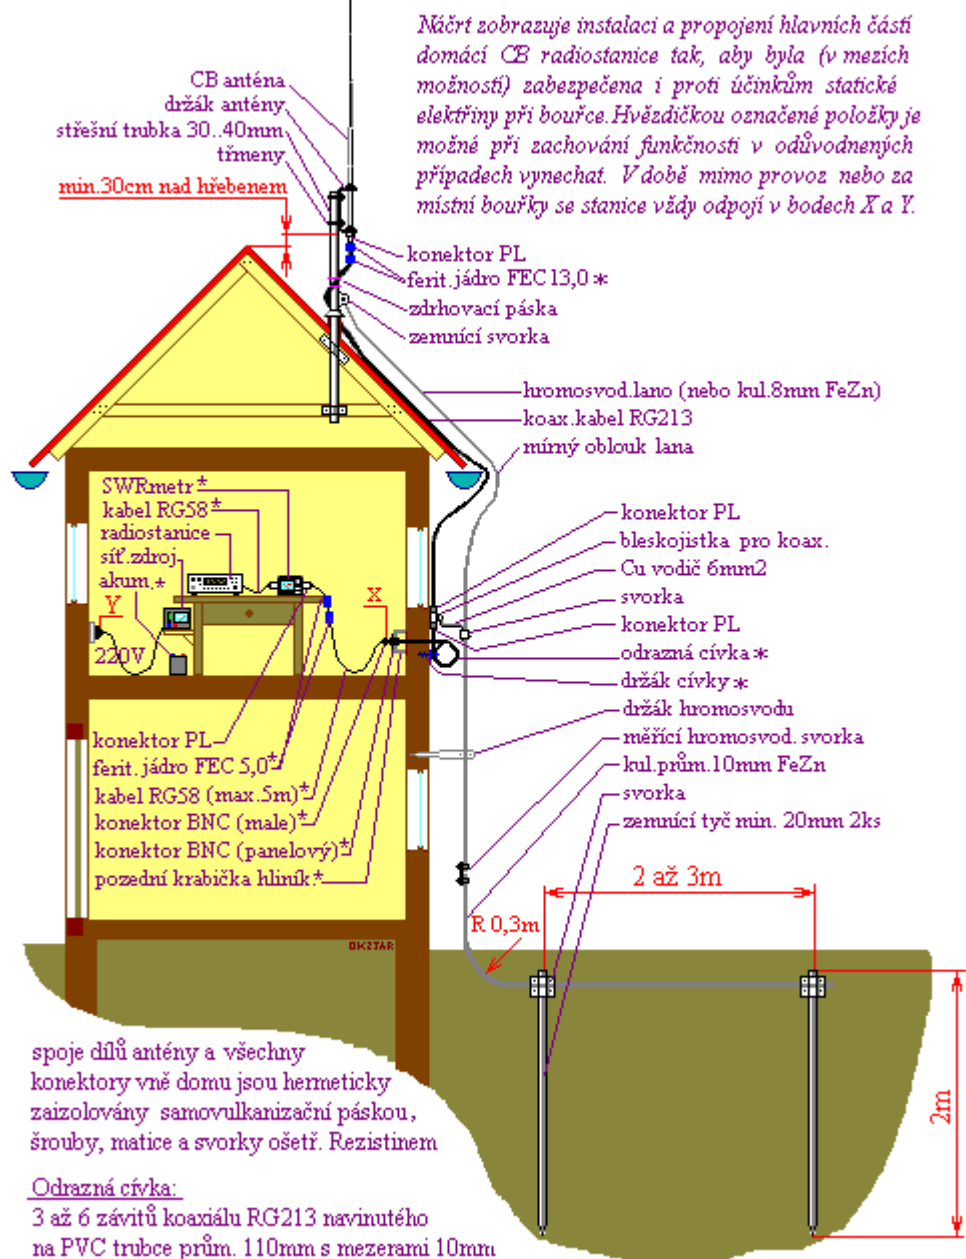 Náčrt zobrazuje instalaci a propojení hlavních částí
domácí CB radiostanice tak, aby byla (v mezích
možností) zabezpečena i proti účinkům statické
elektřiny při bouřce. Hvězdičkou označené položky je
možné při zachování funkčnosti v odůvodnených
případech vynechat. V době mimo provoz nebo za
místní bouřky se stanice vždy odpojí v bodech X a Y.
CB anténa
držák antény
střešní trubka 30..40mm
třmeny
min.30cm nad hřebenem
konektor PL
ferit.jádro FEC13,0*
zdrhovací páska
zemnící svorka
hromosvod.lano (nebo kul.8mm FeZn)
koax.kabel RG213
mírný oblouk lana
SWRmetr*
kabel RG58*
radiostanice
síť.zdroj
akum.*
Y
X
220V
konektor PL
bleskojistka pro koax.
Cu vodič 6mm2
svorka
konektor PL
odrazná cívka*
držák cívky*
držák hromosvodu
měřící hromosvod. svorka
kul.prům.10mm FeZn
svorka
zemnící tyč min. 20mm 2ks
konektor PL
ferit. jádro FEC 5,0*
kabel RG58 (max.5m)*
konektor BNC (male)*
konektor BNC (panelový)*
pozední krabička hliník.*
2 až 3m
R 0,3m
OK2TAR
2m
spoje dílů antény a všechny
konektory vně domu jsou hermeticky
zaizolovány samovulkanizační páskou,
šrouby, matice a svorky ošetř. Rezistinem
Odrazná cívka:
3 až 6 závitů koaxiálu RG213 navinutého
na PVC trubce prům. 110mm s mezerami 10mm